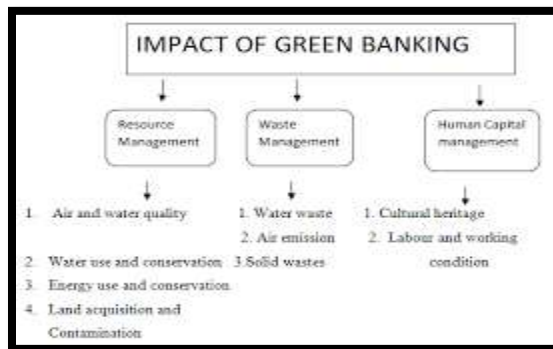 IMPACT OF GREEN BANKING
Resource
Management
Waste
Management
Human Capital
management
1. Air and water quality
2. Water use and conservation
3. Energy use and conservation
4. Land acquisition and
Contamination
1. Water waste
2. Air emission
3.Solid wastes
1. Cultural heritage
2. Labour and working
condition